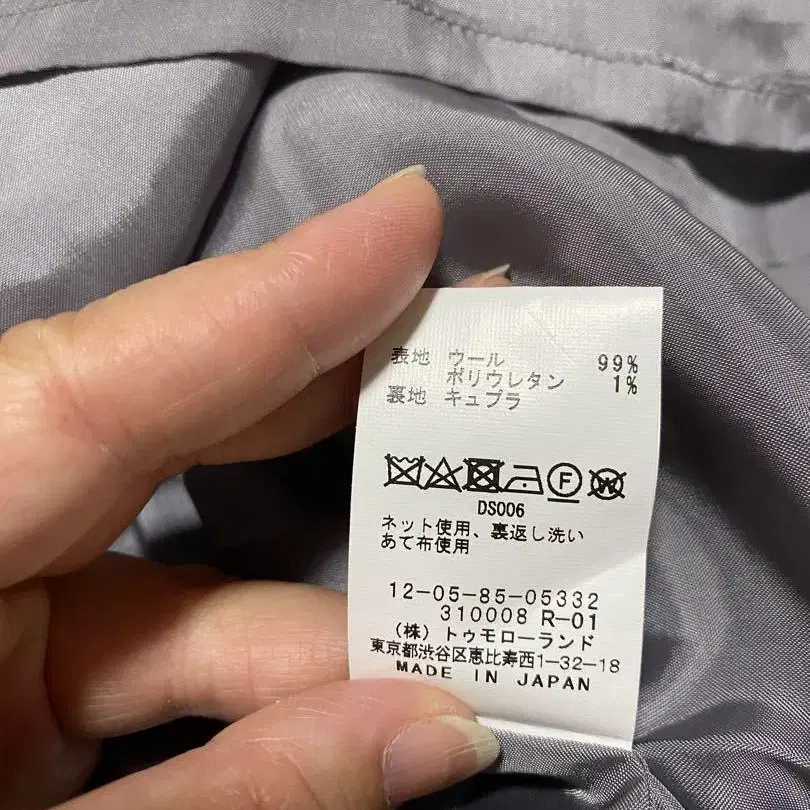 表地 ウール 99%
ポリウレタン 1%
裏地 キュプラ
F W
DS006
ネット使用、裏返し洗い
あて布使用
12-05-85-05332
310008 R-01
(株) トゥモローランド
東京都渋谷区恵比寿西1-32-18
MADE IN JAPAN